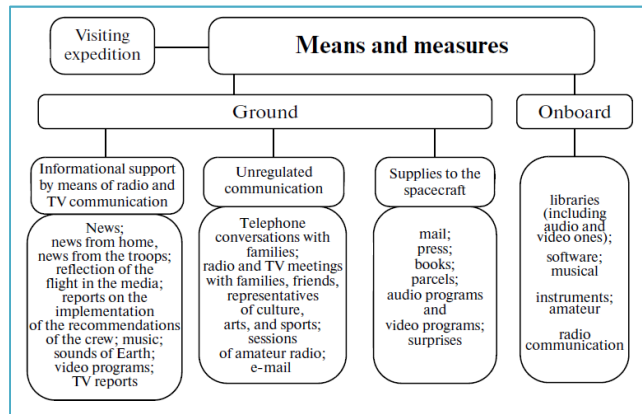 Visiting
expedition
Means and measures
Ground
Onboard
Informational support
by means of radio and
TV communication
News;
news from home,
news from the troops;
reflection of the
flight in the media;
reports on the
implementation
of the recommendations
of the crew; music;
sounds of Earth;
video programs;
TV reports
Unregulated
communication
Telephone
conversations with
families;
radio and TV meetings
with families, friends,
representatives
of culture,
arts, and sports;
sessions
of amateur radio;
e-mail
Supplies to the
spacecraft
mail;
press;
books;
parcels;
audio programs
and
video programs;
surprises
libraries
(including
audio and
video ones);
software;
musical
instruments;
amateur
radio
communication